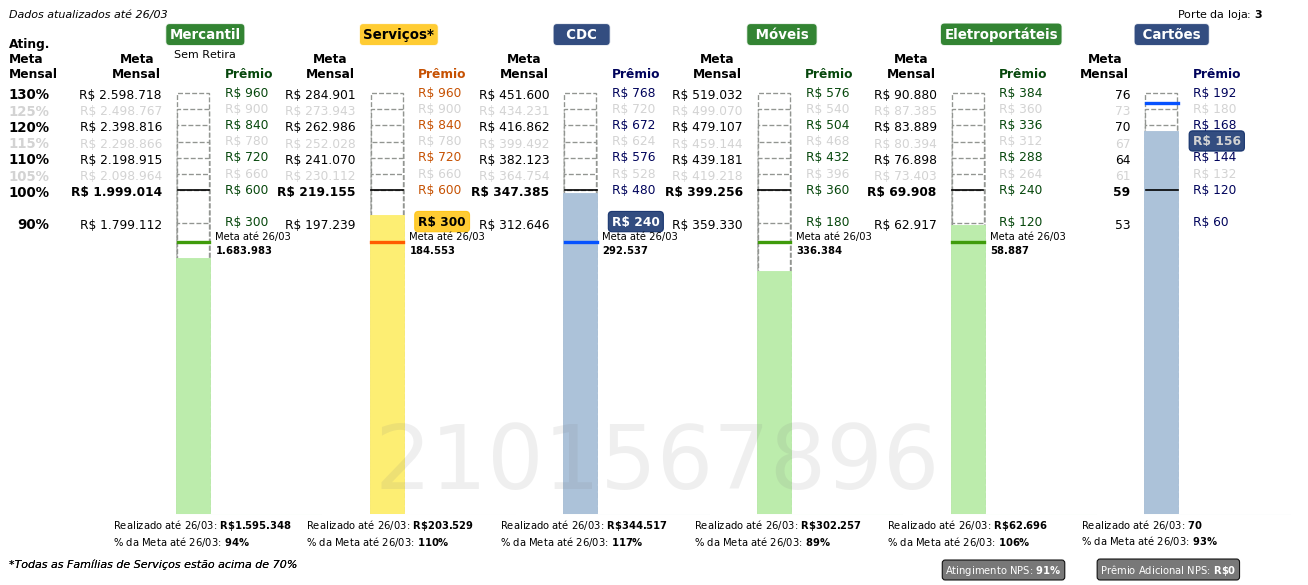 Dados atualizados até 26/03 Porte da loja: 3
Mercantil Serviços* CDC Móveis Eletroportáteis Cartões
Sem Retira
Ating. Meta Mensal Meta Mensal Prêmio Meta Mensal Prêmio Meta Mensal Prêmio Meta Mensal Prêmio Meta Mensal Prêmio Meta Mensal Prêmio
130% R$ 2.598.718 R$ 960 R$ 284.901 R$ 960 R$ 451.600 R$ 768 R$ 519.032 R$ 576 R$ 90.880 R$ 384 76 R$ 192
125% R$ 2.498.767 R$ 900 R$ 273.943 R$ 900 R$ 434.231 R$ 720 R$ 499.070 R$ 540 R$ 87.385 R$ 360 73 R$ 180
120% R$ 2.398.816 R$ 840 R$ 262.986 R$ 840 R$ 416.862 R$ 672 R$ 479.107 R$ 504 R$ 83.889 R$ 336 70 R$ 168
115% R$ 2.298.866 R$ 780 R$ 252.028 R$ 780 R$ 399.492 R$ 624 R$ 459.144 R$ 468 R$ 80.394 R$ 312 67 R$ 156
110% R$ 2.198.915 R$ 720 R$ 241.070 R$ 720 R$ 382.123 R$ 576 R$ 439.181 R$ 432 R$ 76.898 R$ 288 64 R$ 144
105% R$ 2.098.964 R$ 660 R$ 230.112 R$ 660 R$ 364.754 R$ 528 R$ 419.218 R$ 396 R$ 73.403 R$ 264 61 R$ 132
100% R$ 1.999.014 R$ 600 R$ 219.155 R$ 600 R$ 347.385 R$ 480 R$ 399.256 R$ 360 R$ 69.908 R$ 240 59 R$ 120
90% R$ 1.799.112 R$ 300 R$ 197.239 R$ 300 R$ 312.646 R$ 240 R$ 359.330 R$ 180 R$ 62.917 R$ 120 53 R$ 60
Meta até 26/03 Meta até 26/03 Meta até 26/03 Meta até 26/03 Meta até 26/03
1.683.983 184.553 292.537 336.384 58.887
2101567896
Realizado até 26/03: R$1.595.348 Realizado até 26/03: R$203.529 Realizado até 26/03: R$344.517 Realizado até 26/03: R$302.257 Realizado até 26/03: R$62.696 Realizado até 26/03: 70
% da Meta até 26/03: 94% % da Meta até 26/03: 110% % da Meta até 26/03: 117% % da Meta até 26/03: 89% % da Meta até 26/03: 106% % da Meta até 26/03: 93%
*Todas as Famílias de Serviços estão acima de 70% Atingimento NPS: 91% Prêmio Adicional NPS: R$0